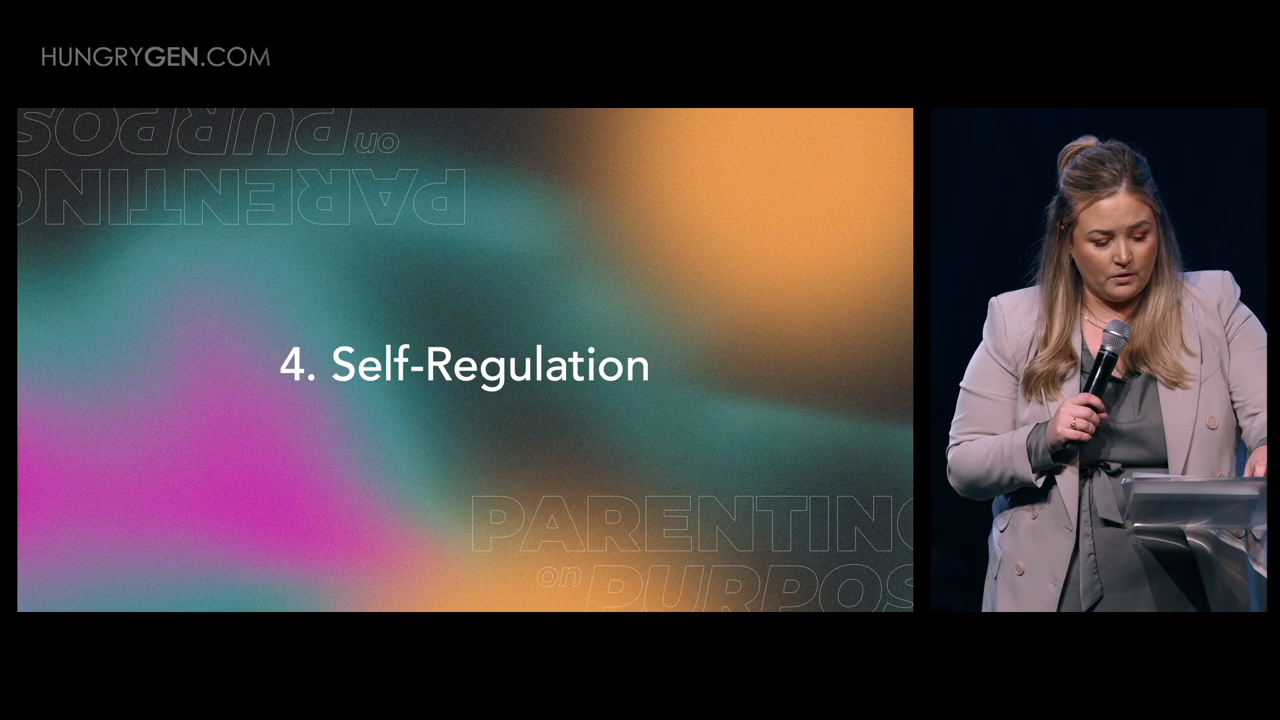 HUNGRYGEN.COM
PURPOS
on
PARENTING
4. Self-Regulation
PARENTING
on PURPOS